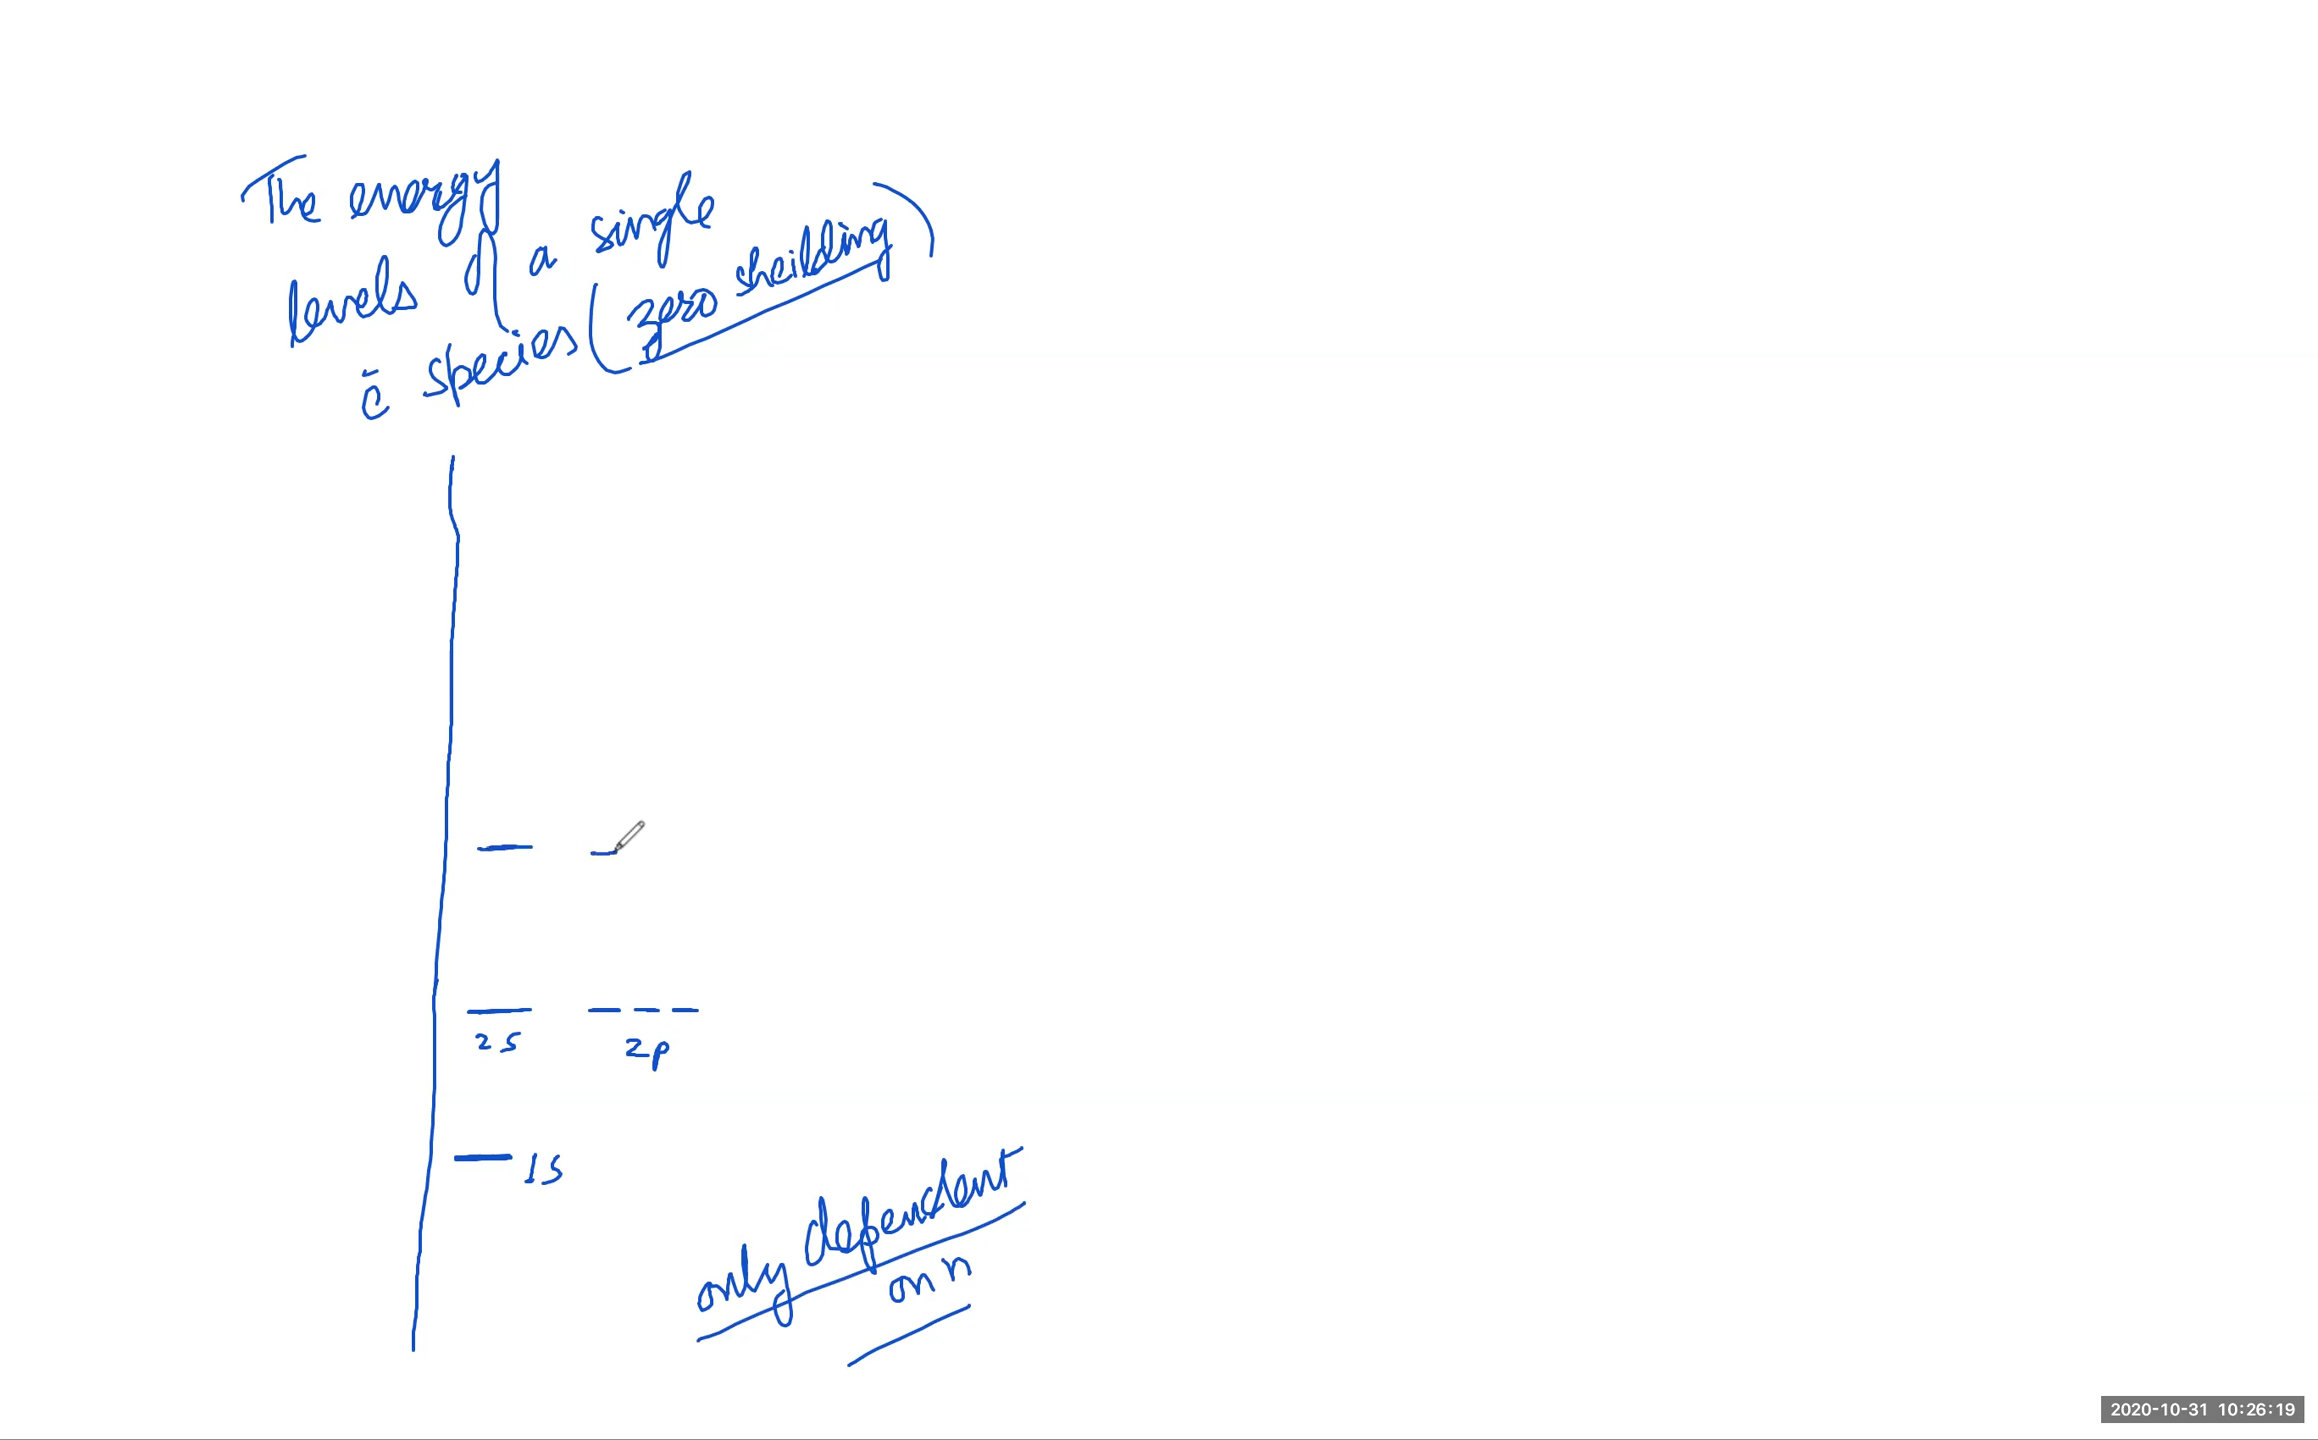 The energy
levels of a single
ē species (zero sheilding)
2s 2p
1s
only dependent
on n
2020-10-31 10:26:19